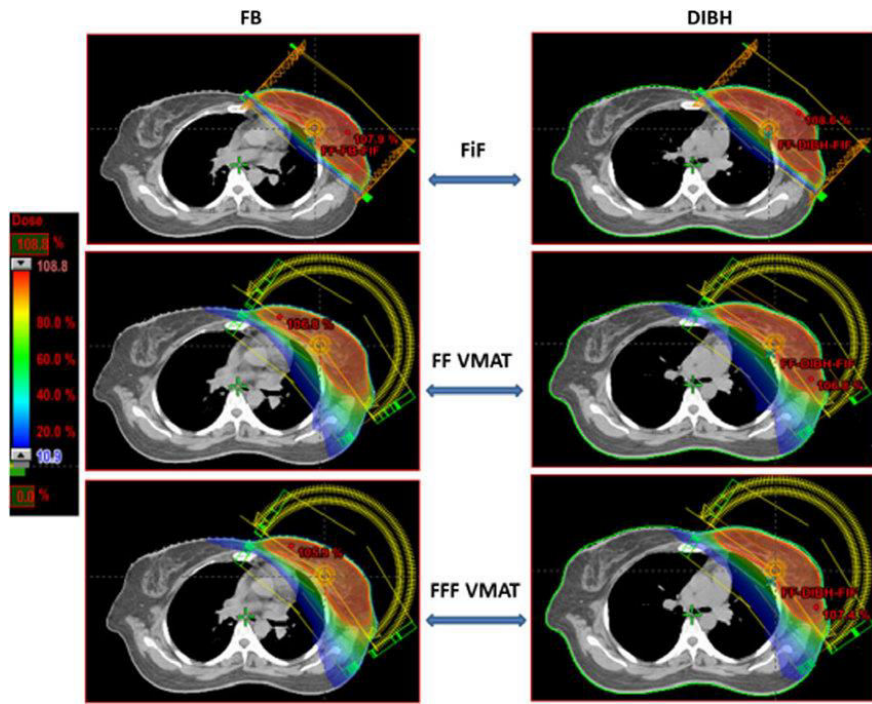 FB
DIBH
107.9 %
FF-FB-FIF
108.6 %
FF-DIBH-FIF
FiF
Dose
108.8 %
108.8
80.0 %
60.0 %
40.0 %
20.0 %
10.9
0.0 %
106.8 %
FF-DIBH-FIF
106.8 %
FF VMAT
105.9 %
FF-DIBH-FIF
107.4 %
FFF VMAT